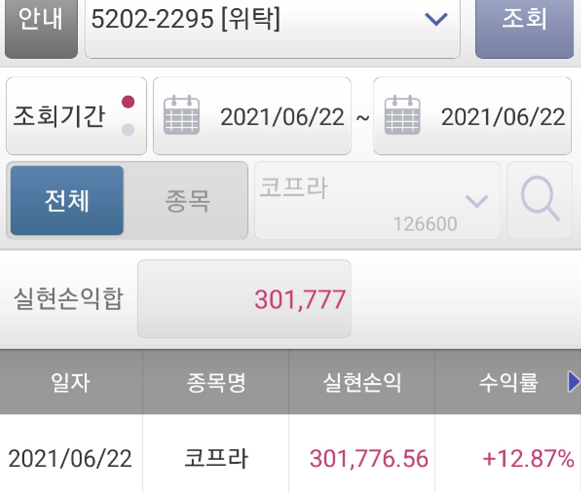 안내 5202-2295 [위탁] 조회
조회기간 2021/06/22 ~ 2021/06/22
전체 종목 코프라 126600
실현손익합 301,777
일자 종목명 실현손익 수익률
2021/06/22 코프라 301,776.56 +12.87%